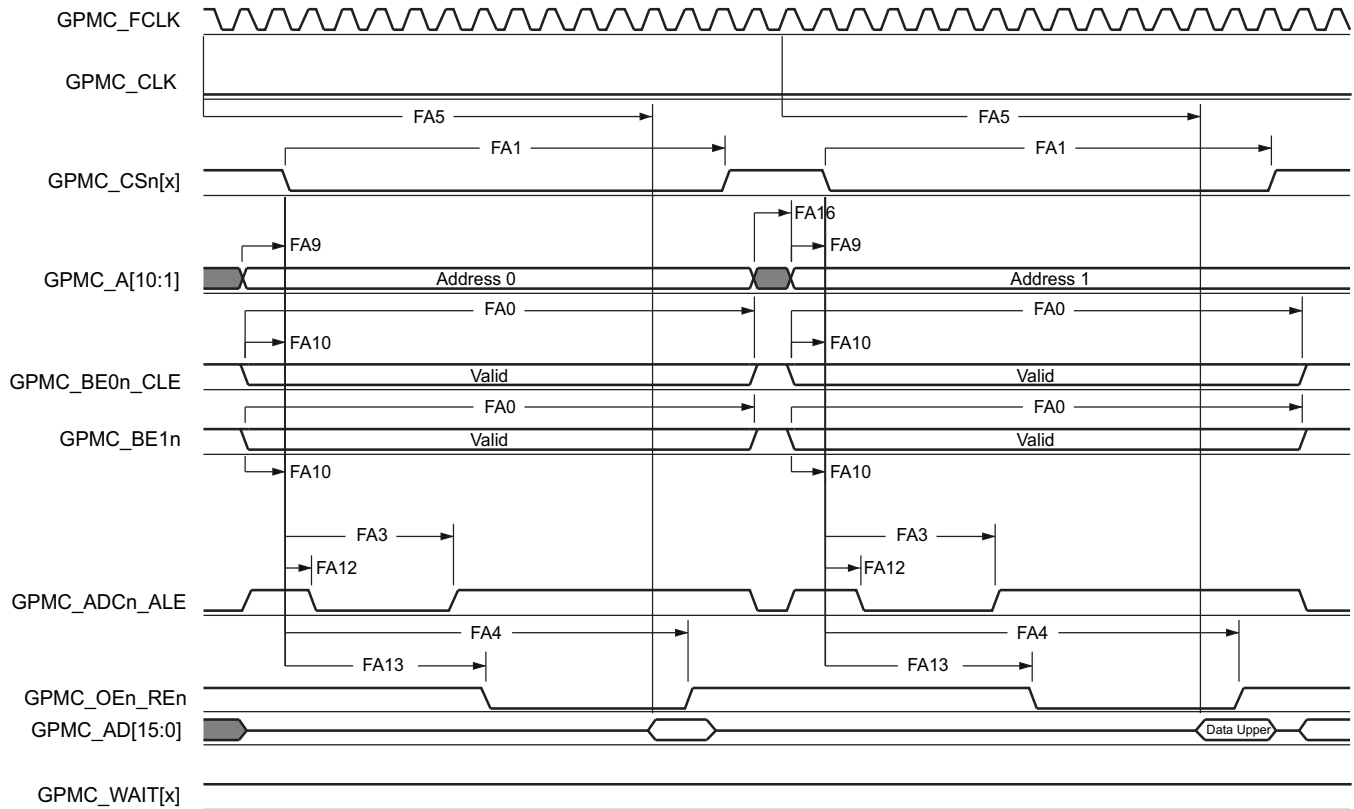 GPMC_FCLK
GPMC_CLK
FA5 FA5
FA1 FA1
GPMC_CSn[x]
FA16
FA9 FA9
GPMC_A[10:1] Address 0 Address 1
FA0 FA0
FA10 FA10
GPMC_BE0n_CLE Valid Valid
FA0 FA0
GPMC_BE1n Valid Valid
FA10 FA10
FA3 FA3
FA12 FA12
GPMC_ADCn_ALE
FA4 FA4
FA13 FA13
GPMC_OEn_REn
GPMC_AD[15:0] Data Upper
GPMC_WAIT[x]